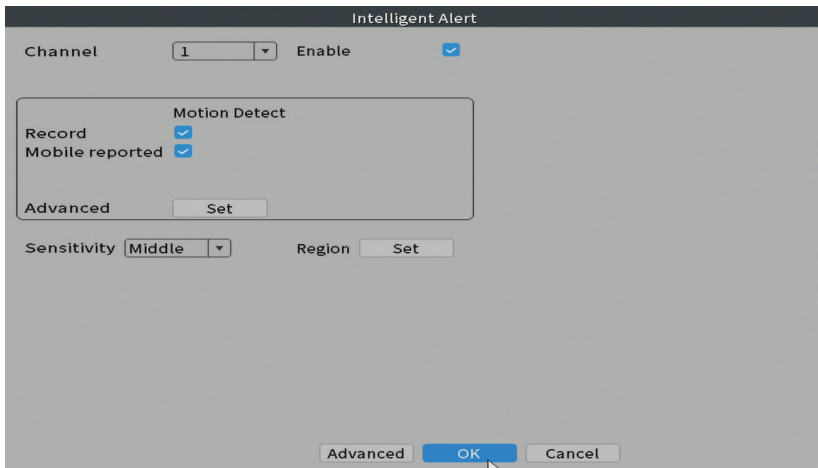 Intelligent Alert
Channel 1 Enable
Motion Detect
Record
Mobile reported
Advanced Set
Sensitivity Middle Region Set
Advanced OK Cancel